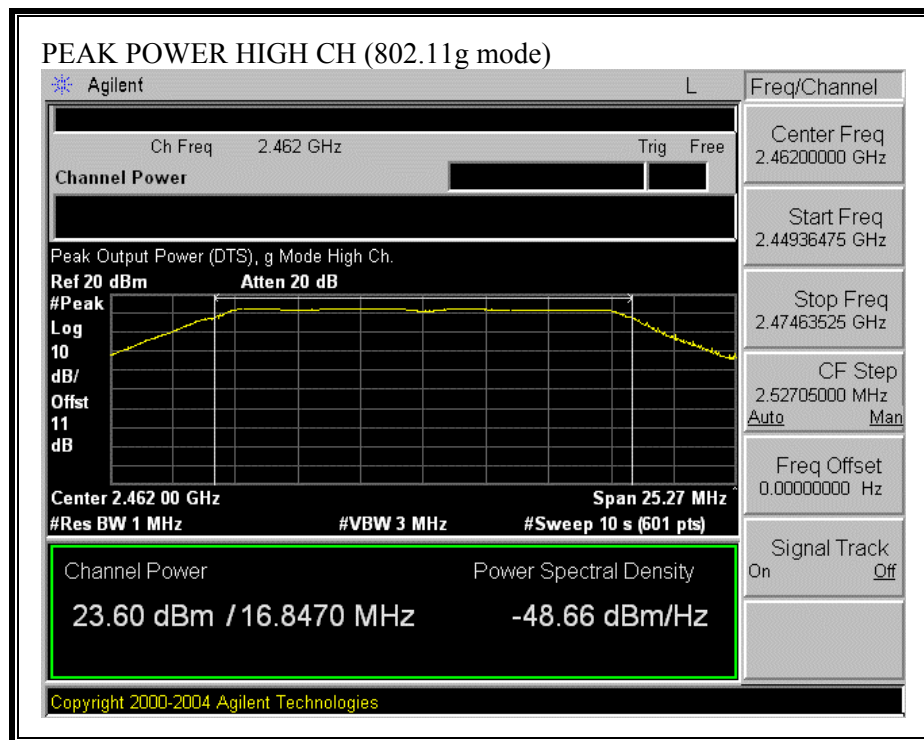 PEAK POWER HIGH CH (802.11g mode)
Agilent L Freq/Channel
Ch Freq 2.462 GHz Trig Free
Channel Power
Center Freq
2.46200000 GHz
Start Freq
2.44936475 GHz
Stop Freq
2.47463525 GHz
CF Step
2.52705000 MHz
Auto Man
Freq Offset
0.00000000 Hz
Signal Track
On Off
Peak Output Power (DTS), g Mode High Ch.
Ref 20 dBm Atten 20 dB
#Peak
Log
10
dB/
Offst
11
dB
Center 2.462 00 GHz Span 25.27 MHz
#Res BW 1 MHz #VBW 3 MHz #Sweep 10 s (601 pts)
Channel Power Power Spectral Density
23.60 dBm / 16.8470 MHz -48.66 dBm/Hz
Copyright 2000-2004 Agilent Technologies